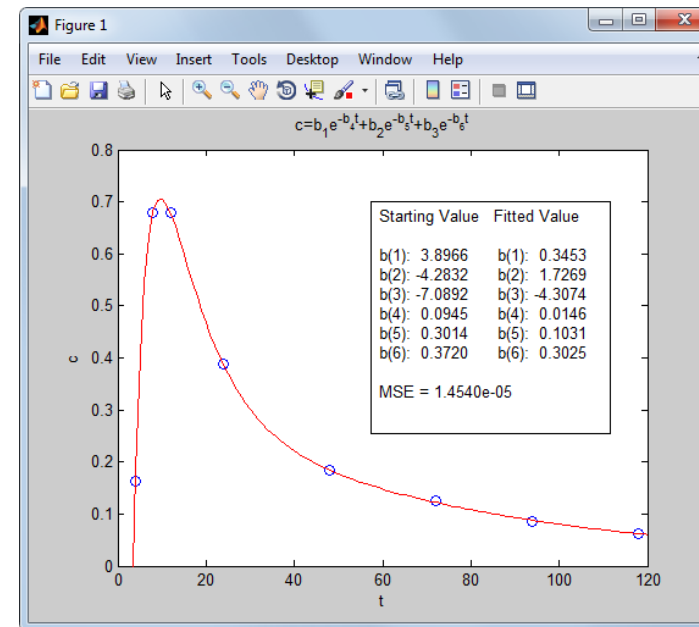 Figure 1
File Edit View Insert Tools Desktop Window Help
c=b₁e^-b₄t+b₂e^-b₅t+b₃e^-b₆t
0.8
0.7
0.6
0.5
0.4
0.3
0.2
0.1
0
c
Starting Value Fitted Value
b(1): 3.8966 b(1): 0.3453
b(2): -4.2832 b(2): 1.7269
b(3): -7.0892 b(3): -4.3074
b(4): 0.0945 b(4): 0.0146
b(5): 0.3014 b(5): 0.1031
b(6): 0.3720 b(6): 0.3025
MSE = 1.4540e-05
0 20 40 60 80 100 120
t